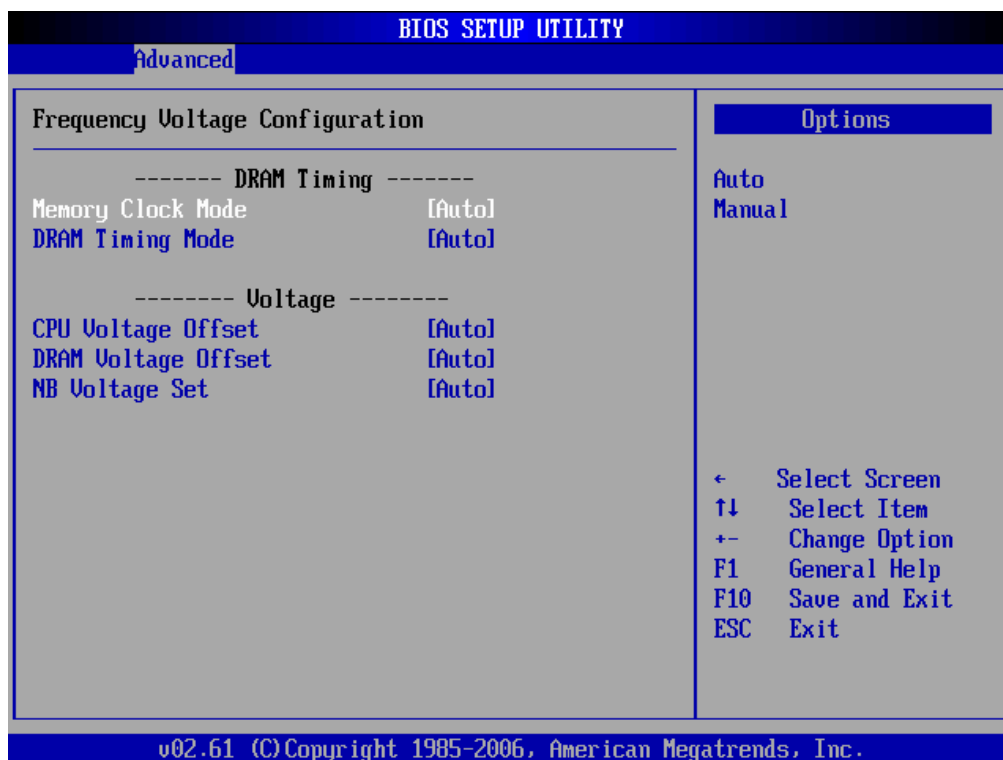 BIOS SETUP UTILITY
Advanced
Frequency Voltage Configuration
------- DRAM Timing -------
Memory Clock Mode [Auto]
DRAM Timing Mode [Auto]
-------- Voltage --------
CPU Voltage Offset [Auto]
DRAM Voltage Offset [Auto]
NB Voltage Set [Auto]
Options
Auto
Manual
← Select Screen
↑↓ Select Item
+- Change Option
F1 General Help
F10 Save and Exit
ESC Exit
v02.61 (C)Copyright 1985-2006, American Megatrends, Inc.